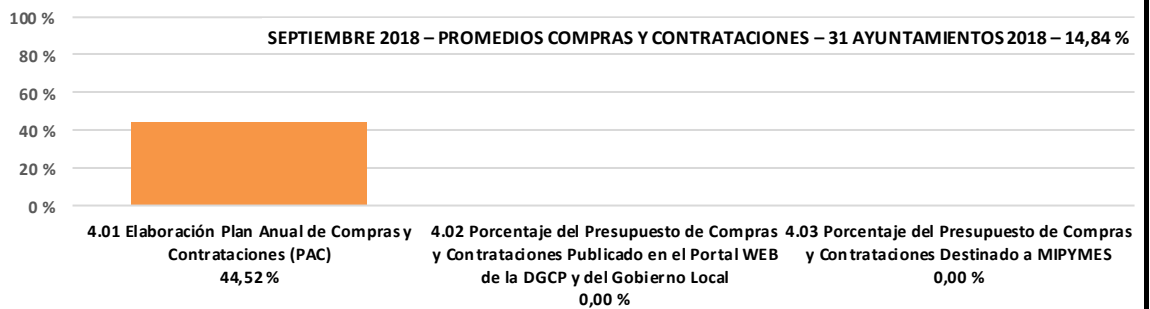 100 %
SEPTIEMBRE 2018 – PROMEDIOS COMPRAS Y CONTRATACIONES – 31 AYUNTAMIENTOS 2018 – 14,84 %
80 %
60 %
40 %
20 %
0 %
4.01 Elaboración Plan Anual de Compras y
Contrataciones (PAC)
44,52 %
4.02 Porcentaje del Presupuesto de Compras
y Contrataciones Publicado en el Portal WEB
de la DGCP y del Gobierno Local
0,00 %
4.03 Porcentaje del Presupuesto de Compras
y Contrataciones Destinado a MIPYMES
0,00 %